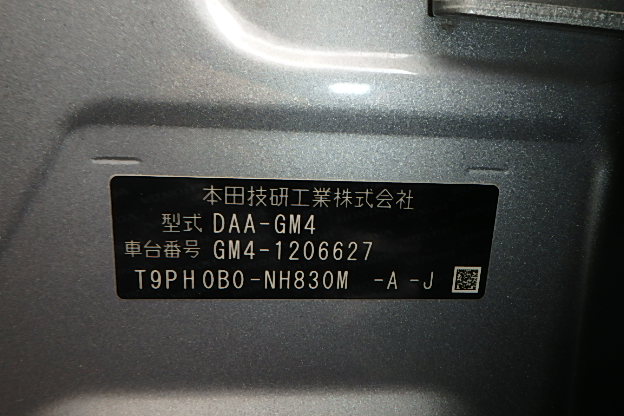 本田技研工業株式会社
型式 DAA-GM4
車台番号 GM4-1206627
T9PH0B0-NH830M -A -J